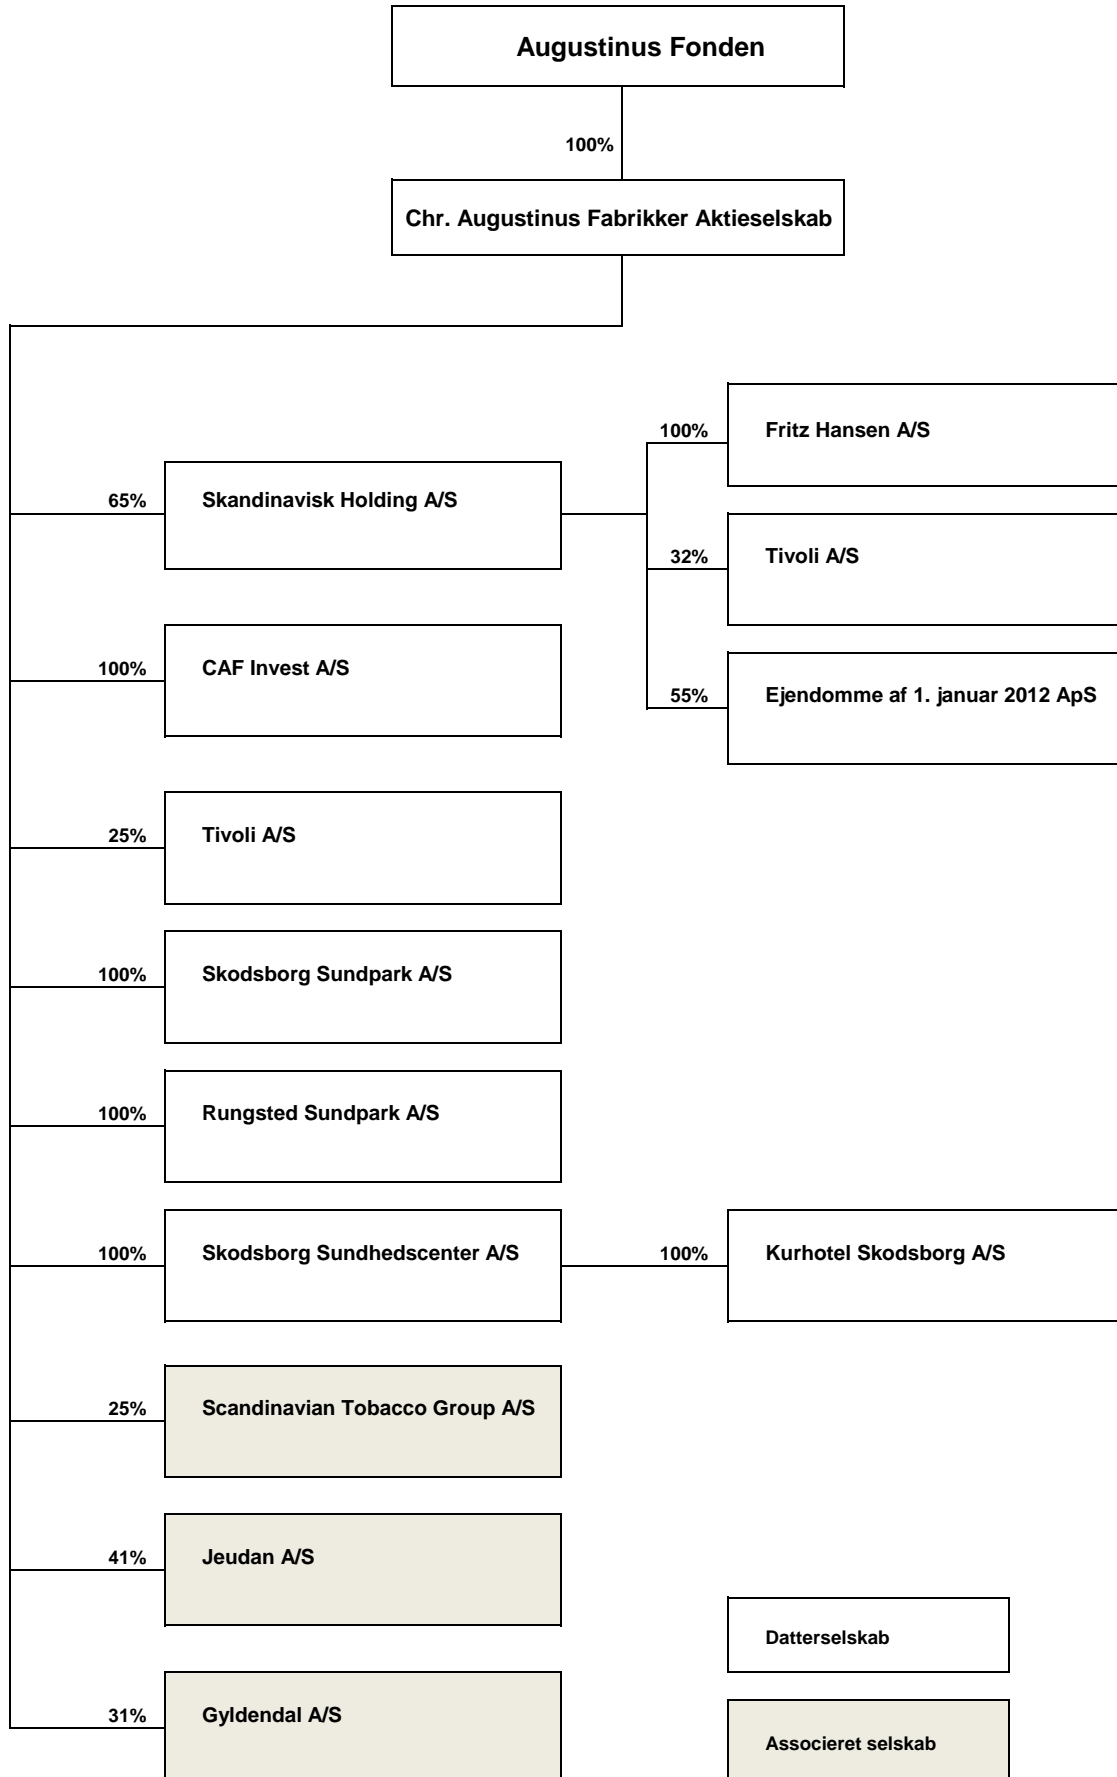 Augustinus Fonden
100%
Chr. Augustinus Fabrikker Aktieselskab
100%
Fritz Hansen A/S
65%
Skandinavisk Holding A/S
32%
Tivoli A/S
100%
CAF Invest A/S
55%
Ejendomme af 1. januar 2012 ApS
25%
Tivoli A/S
100%
Skodsborg Sundpark A/S
100%
Rungsted Sundpark A/S
100%
Skodsborg Sundhedscenter A/S
100%
Kurhotel Skodsborg A/S
25%
Scandinavian Tobacco Group A/S
41%
Jeudan A/S
Datterselskab
31%
Gyldendal A/S
Associeret selskab